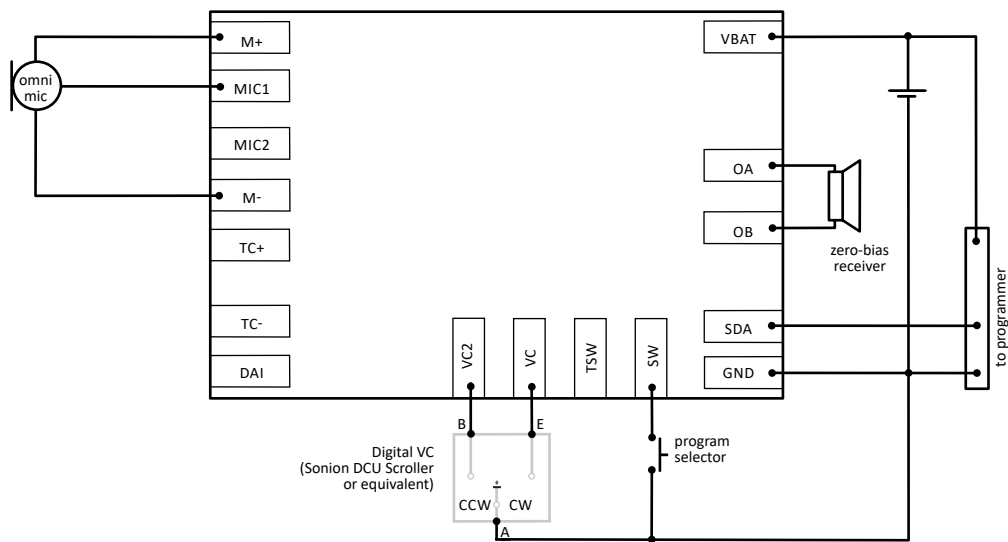 M+
VBAT
omni
mic
MIC1
MIC2
OA
M-
OB
TC+
zero-bias
receiver
to programmer
TC-
SDA
VC2
VC
TSW
SW
DAI
GND
B
E
Digital VC
(Sonion DCU Scroller
or equivalent)
program
selector
+
CCW
CW
A